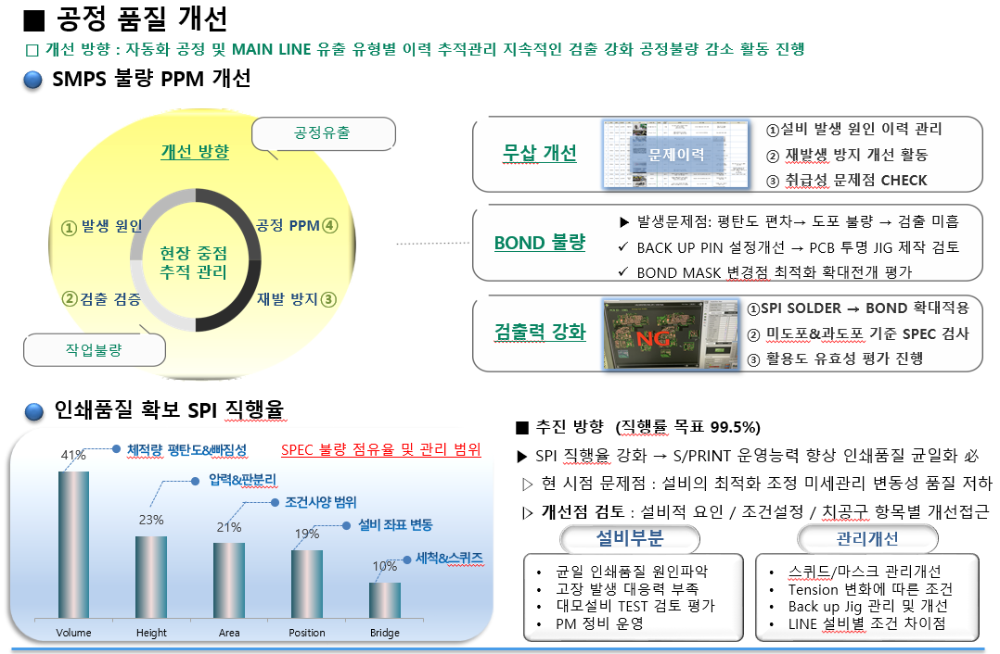 ■ 공정 품질 개선
□ 개선 방향 : 자동화 공정 및 MAIN LINE 유출 유형별 이력 추적관리 지속적인 검출 강화 공정불량 감소 활동 진행
SMPS 불량 PPM 개선
공정유출
개선 방향
① 발생 원인
공정 PPM④
현장 중점
추적 관리
②검출 검증
재발 방지③
작업불량
무삽 개선
문제이력
①설비 발생 원인 이력 관리
② 재발생 방지 개선 활동
③ 취급성 문제점 CHECK
BOND 불량
▶ 발생문제점: 평탄도 편차→ 도포 불량 → 검출 미흡
✓ BACK UP PIN 설정개선 → PCB 투명 JIG 제작 검토
✓ BOND MASK 변경점 최적화 확대전개 평가
검출력 강화
NG
①SPI SOLDER → BOND 확대적용
② 미도포&과도포 기준 SPEC 검사
③ 활용도 유효성 평가 진행
인쇄품질 확보 SPI 직행율
SPEC 불량 점유율 및 관리 범위
체적량 평탄도&빠짐성
압력&판분리
조건사양 범위
설비 좌표 변동
세척&스퀴즈
41%
23%
21%
19%
10%
Volume
Height
Area
Position
Bridge
■ 추진 방향 (직행률 목표 99.5%)
▶ SPI 직행율 강화 → S/PRINT 운영능력 향상 인쇄품질 균일화 必
▷ 현 시점 문제점 : 설비의 최적화 조정 미세관리 변동성 품질 저하
▷ 개선점 검토 : 설비적 요인 / 조건설정 / 치공구 항목별 개선접근
설비부분
• 균일 인쇄품질 원인파악
• 고장 발생 대응력 부족
• 대모설비 TEST 검토 평가
• PM 정비 운영
관리개선
• 스퀴드/마스크 관리개선
• Tension 변화에 따른 조건
• Back up Jig 관리 및 개선
• LINE 설비별 조건 차이점